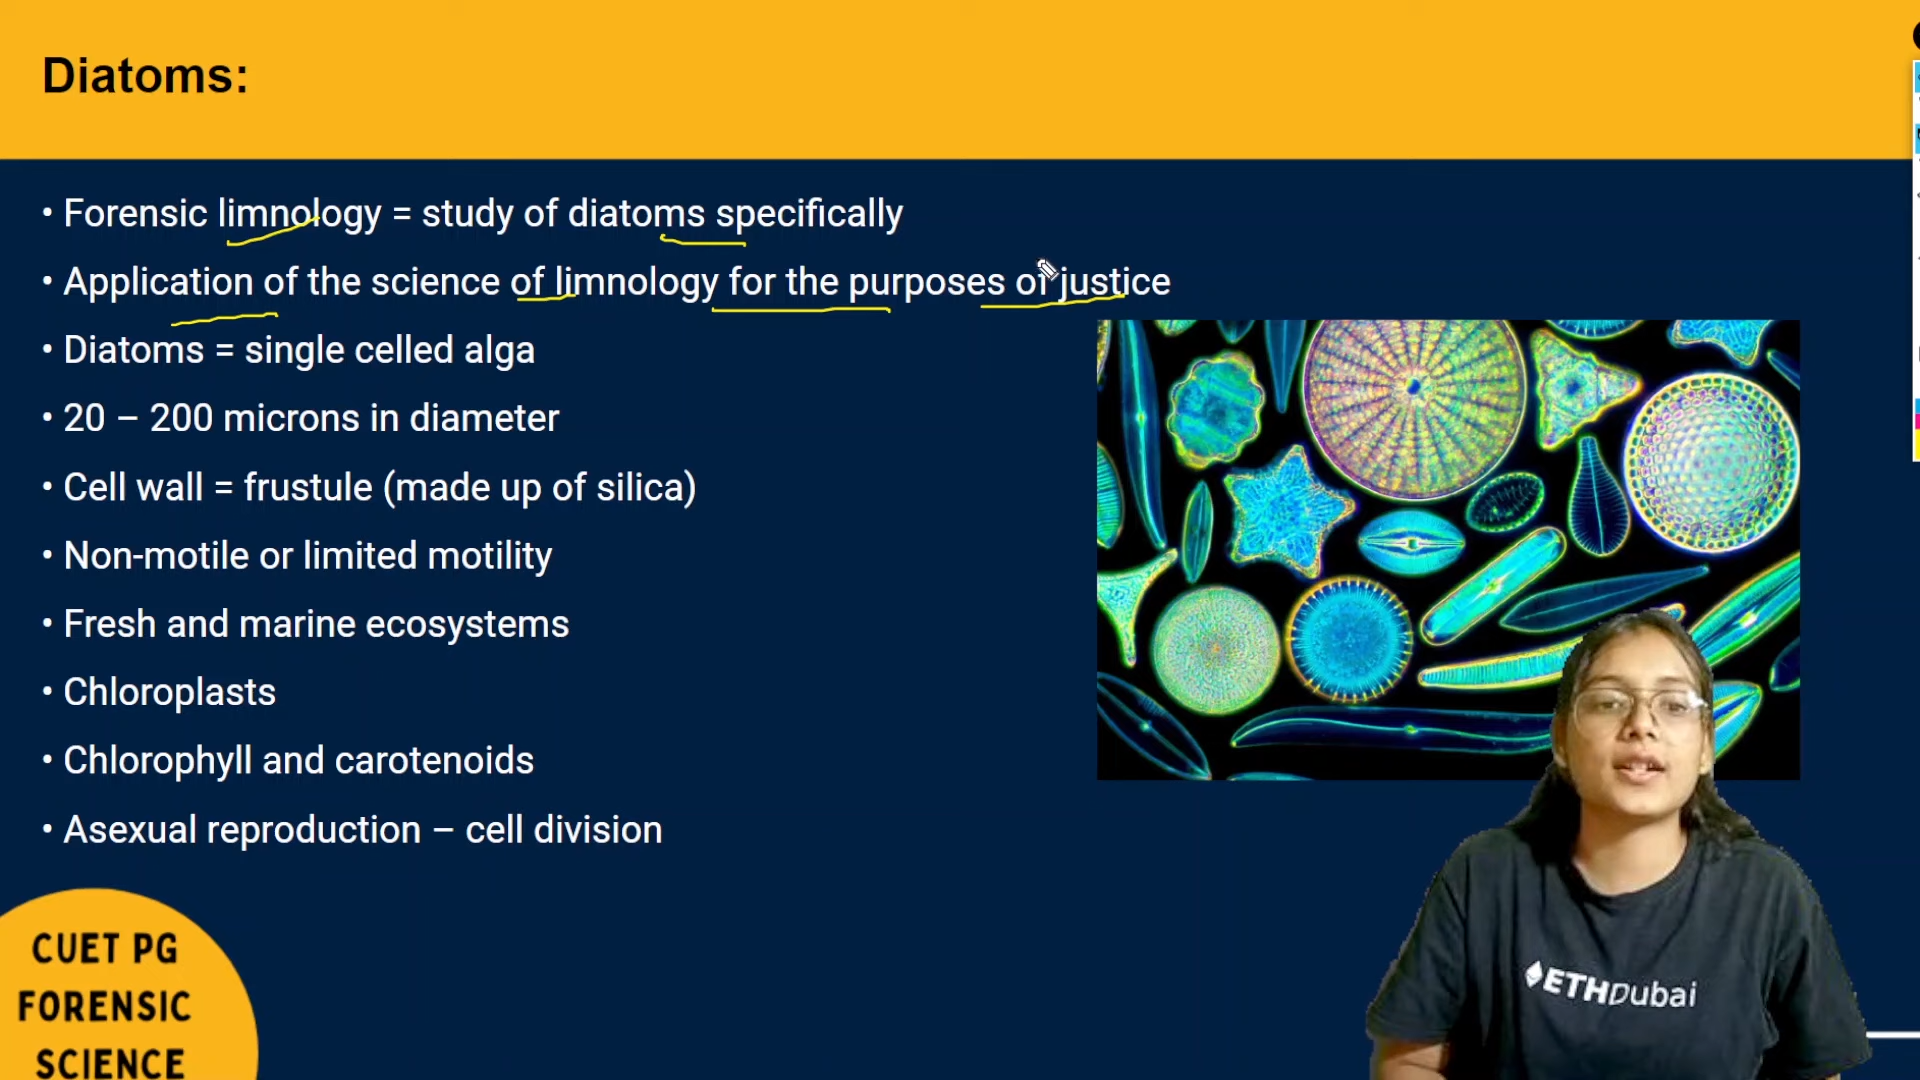 Diatoms:
• Forensic limnology = study of diatoms specifically
• Application of the science of limnology for the purposes of justice
• Diatoms = single celled alga
• 20 – 200 microns in diameter
• Cell wall = frustule (made up of silica)
• Non-motile or limited motility
• Fresh and marine ecosystems
• Chloroplasts
• Chlorophyll and carotenoids
• Asexual reproduction – cell division
CUET PG
FORENSIC
SCIENCE
ETHDubai